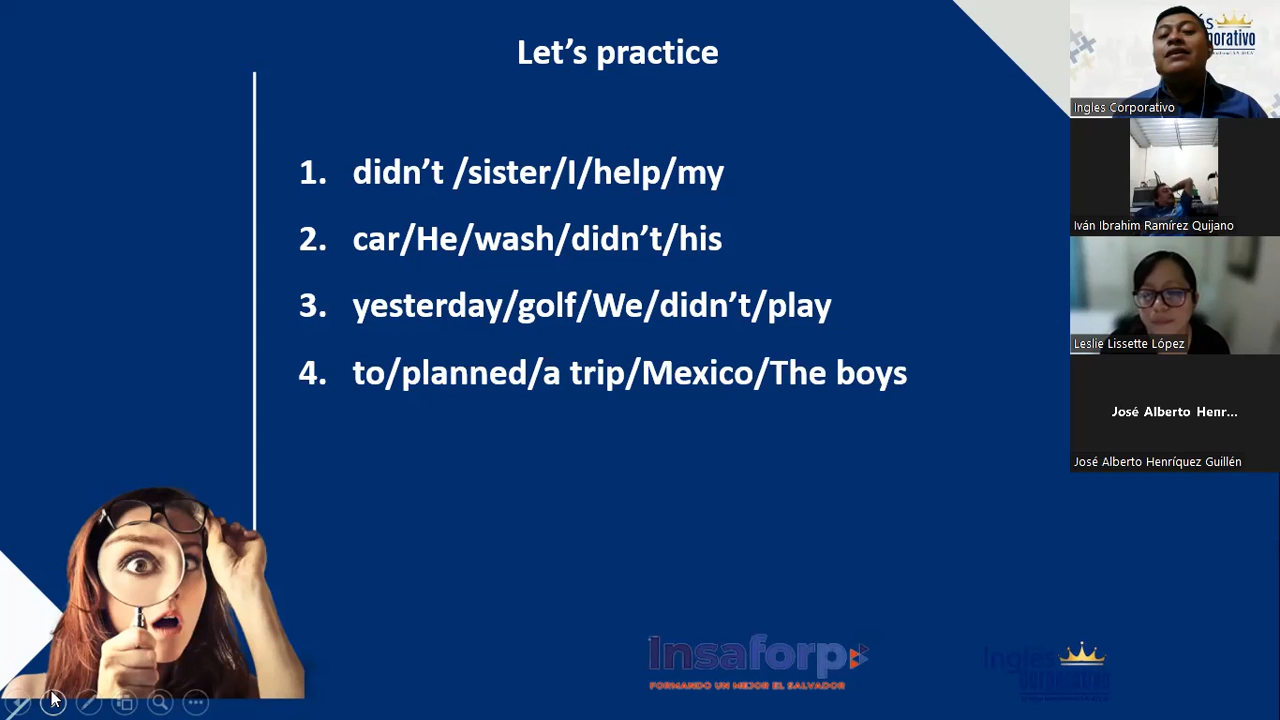 Let's practice
1. didn't /sister/I/help/my
2. car/He/wash/didn't/his
3. yesterday/golf/We/didn't/play
4. to/planned/a trip/Mexico/The boys
Insaforp
FORMANDO UN MEJOR EL SALVADOR
Ingles
corporativo
Ingles Corporativo
Iván Ibrahim Ramírez Quijano
Leslie Lissette López
José Alberto Henr...
José Alberto Henríquez Guillén